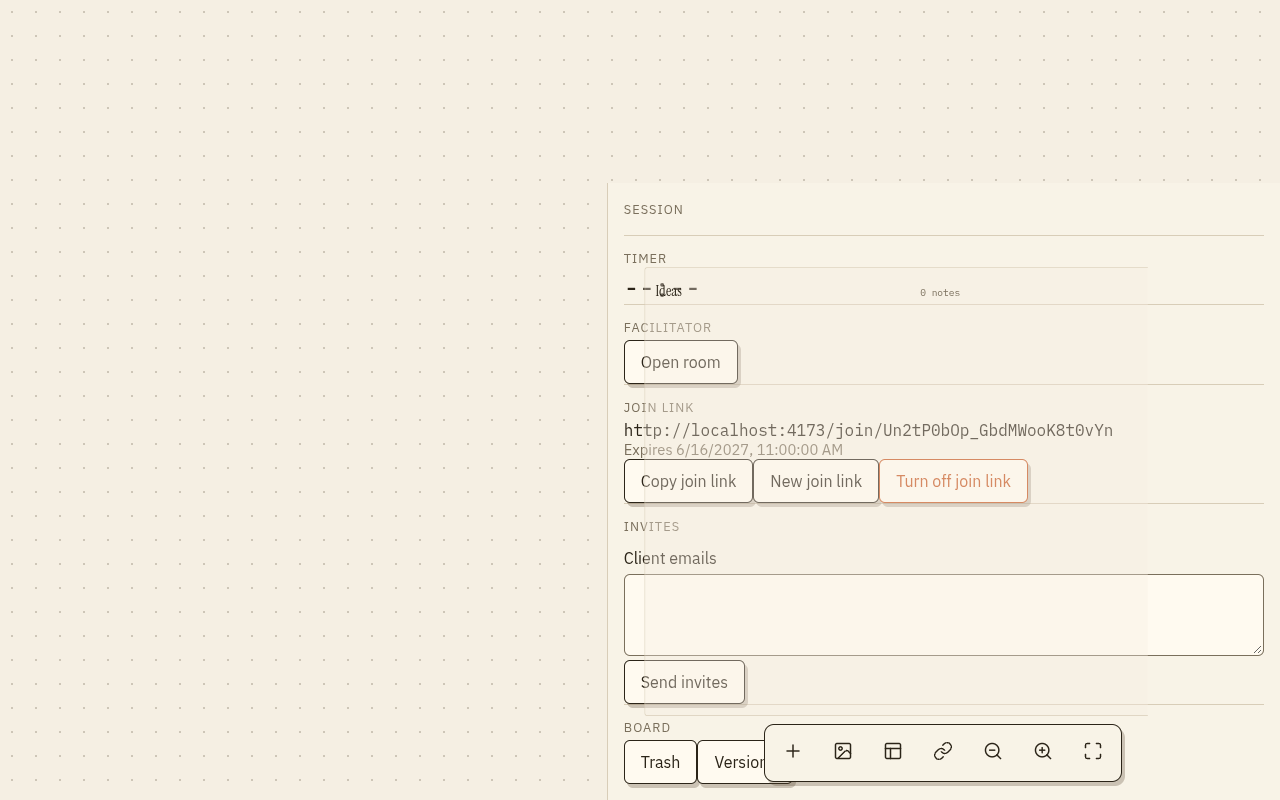 SESSION
TIMER
Ideas
0 notes
FACILITATOR
Open room
JOIN LINK
http://localhost:4173/join/Un2tP0bOp_GbdMWooK8t0vYn
Expires 6/16/2027, 11:00:00 AM
Copy join link New join link Turn off join link
INVITES
Client emails
Send invites
BOARD
Trash